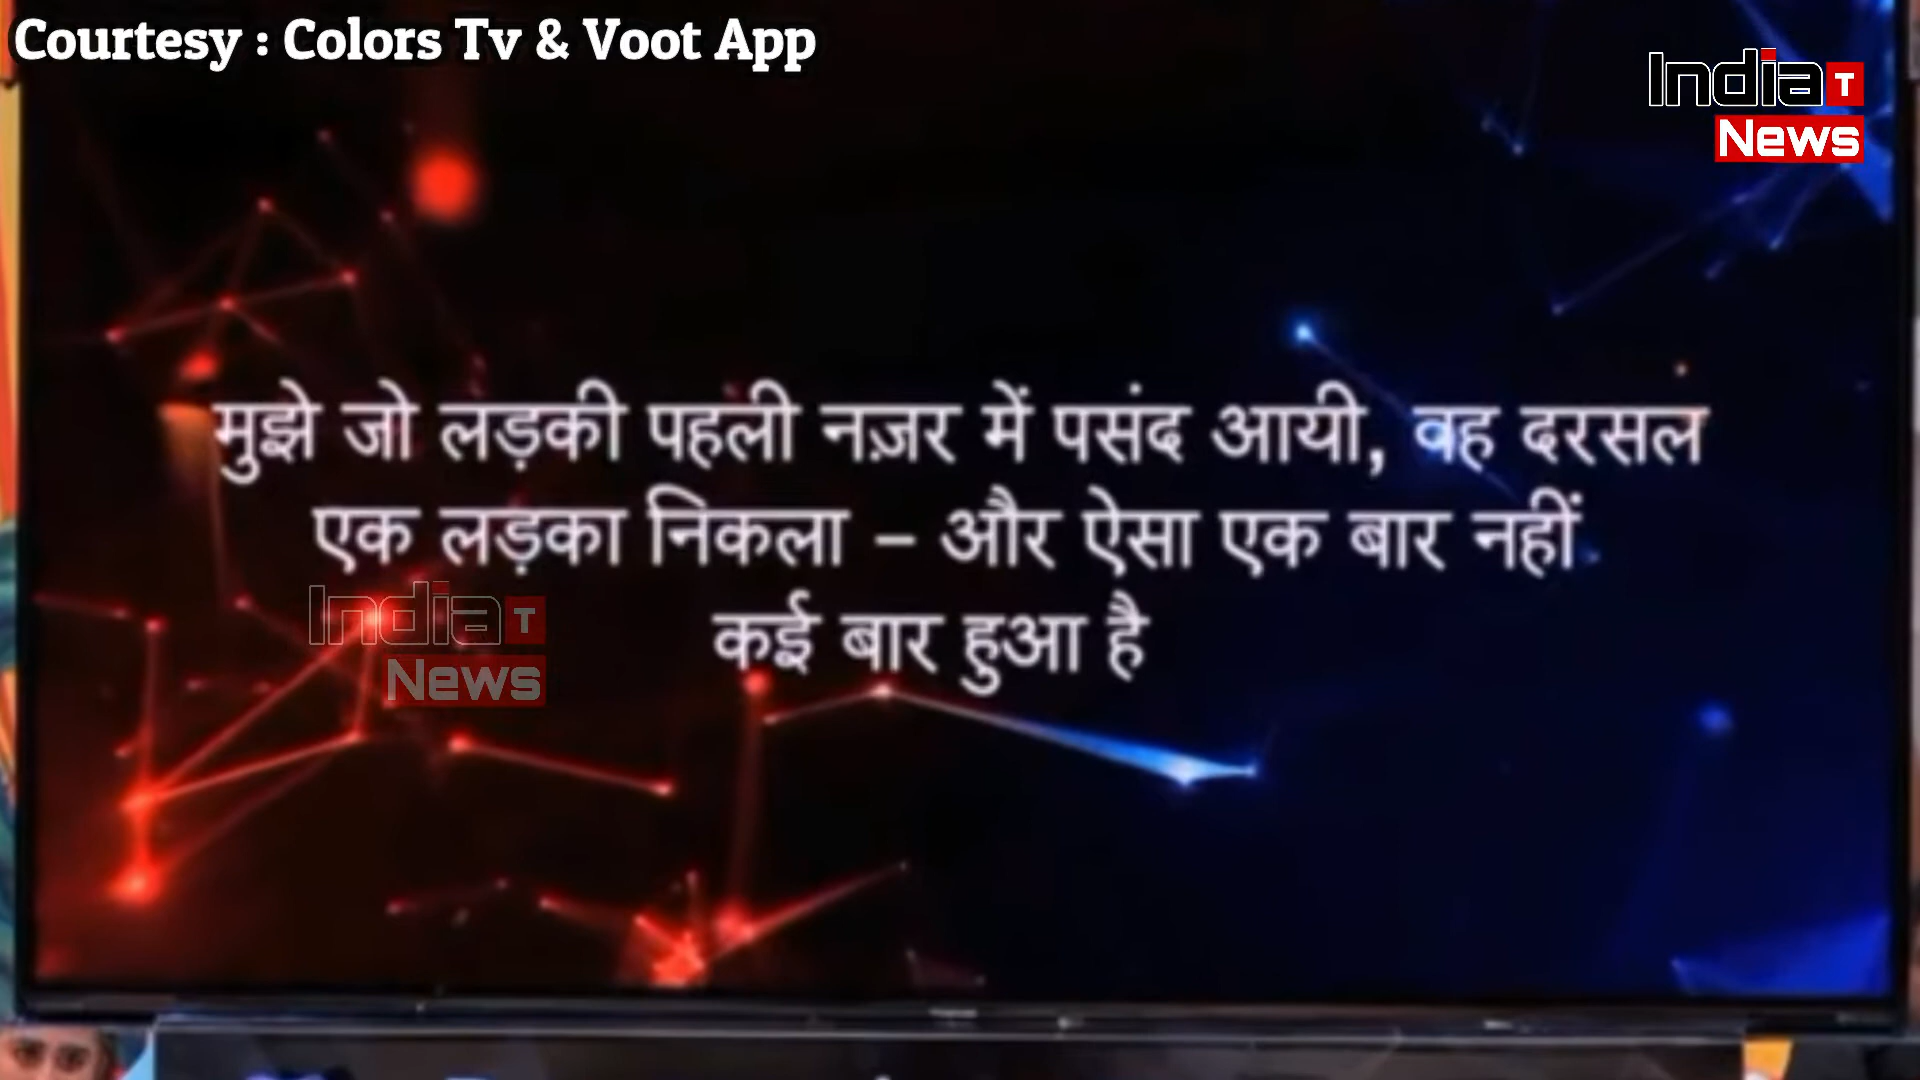 Courtesy : Colors Tv & Voot App
India T
News
मुझे जो लड़की पहली नज़र में पसंद आयी, वह दरसल
एक लड़का निकला – और ऐसा एक बार नहीं
कई बार हुआ है
India T
News